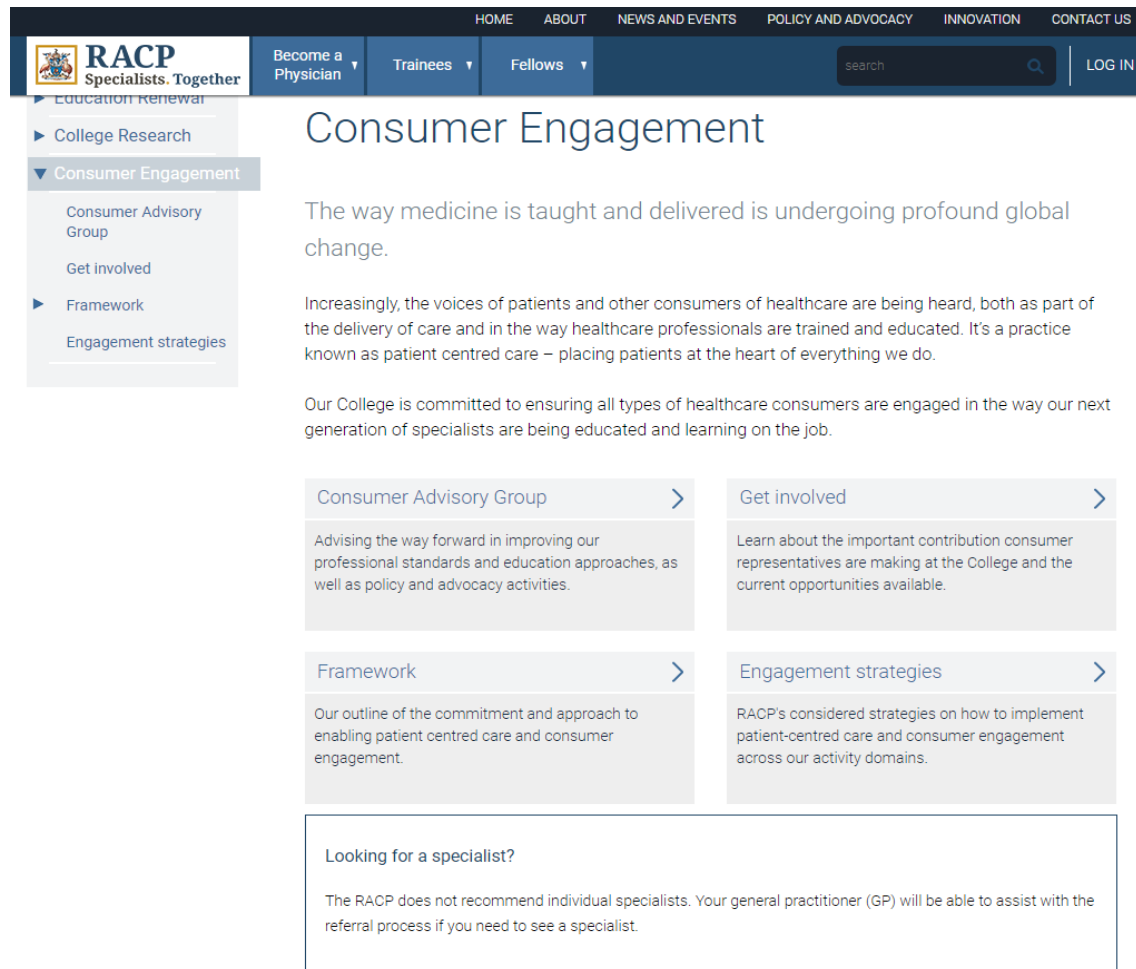 HOME ABOUT NEWS AND EVENTS POLICY AND ADVOCACY INNOVATION CONTACT US
RACP
Specialists. Together
Become a
Physician
Trainees
Fellows
search
LOG IN
Education Renewal
College Research
Consumer Engagement
Consumer Advisory
Group
Get involved
Framework
Engagement strategies
Consumer Engagement
The way medicine is taught and delivered is undergoing profound global
change.
Increasingly, the voices of patients and other consumers of healthcare are being heard, both as part of
the delivery of care and in the way healthcare professionals are trained and educated. It's a practice
known as patient centred care – placing patients at the heart of everything we do.
Our College is committed to ensuring all types of healthcare consumers are engaged in the way our next
generation of specialists are being educated and learning on the job.
Consumer Advisory Group
Advising the way forward in improving our
professional standards and education approaches, as
well as policy and advocacy activities.
Get involved
Learn about the important contribution consumer
representatives are making at the College and the
current opportunities available.
Framework
Our outline of the commitment and approach to
enabling patient centred care and consumer
engagement.
Engagement strategies
RACP's considered strategies on how to implement
patient-centred care and consumer engagement
across our activity domains.
Looking for a specialist?
The RACP does not recommend individual specialists. Your general practitioner (GP) will be able to assist with the
referral process if you need to see a specialist.